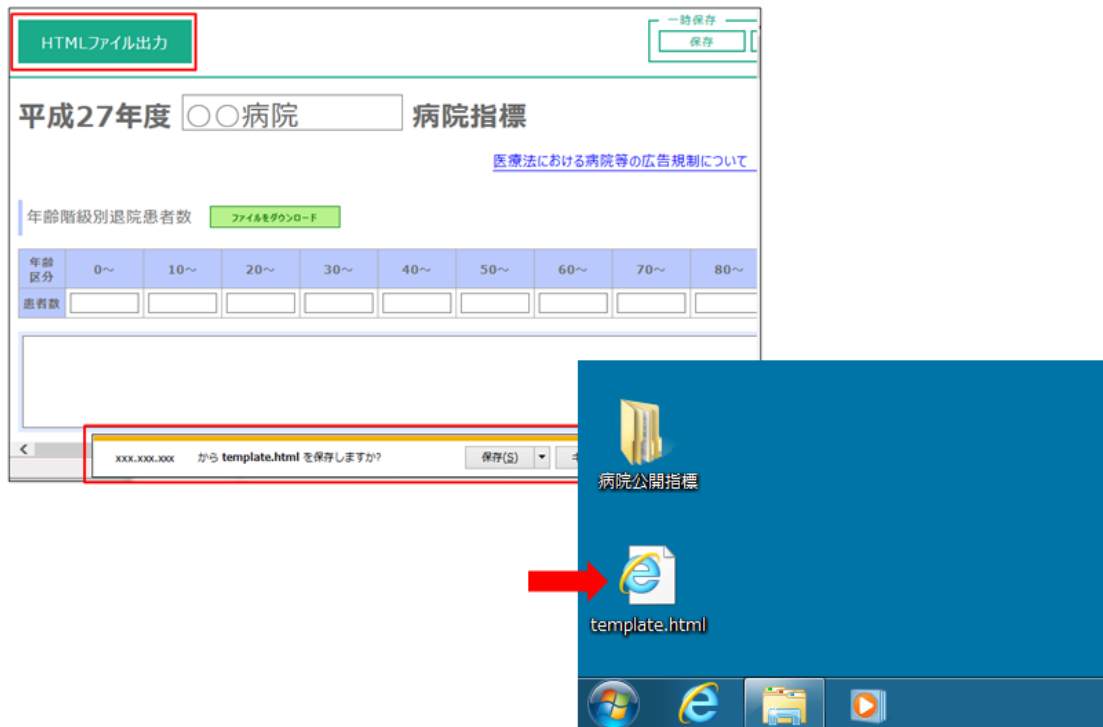 一時保存
HTMLファイル出力
保存
平成27年度 ○○病院 病院指標
医療法における病院等の広告規制について
年齢階級別退院患者数 ファイルをダウンロード
年齢区分 0～ 10～ 20～ 30～ 40～ 50～ 60～ 70～ 80～
患者数
xxx.xxx.xxx から template.html を保存しますか?
保存(S)
病院公開指標
template.html